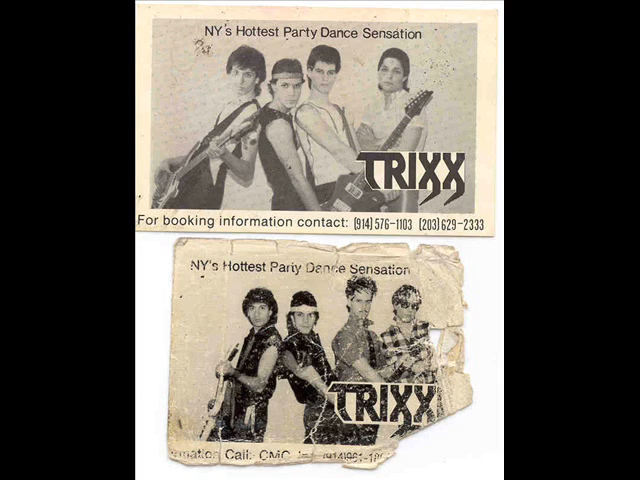 NY's Hottest Party Dance Sensation
TRIXX
For booking information contact: (914) 576-1103 (203) 629-2333
NY's Hottest Party Dance Sensation
TRIXX
mation Call: CMC